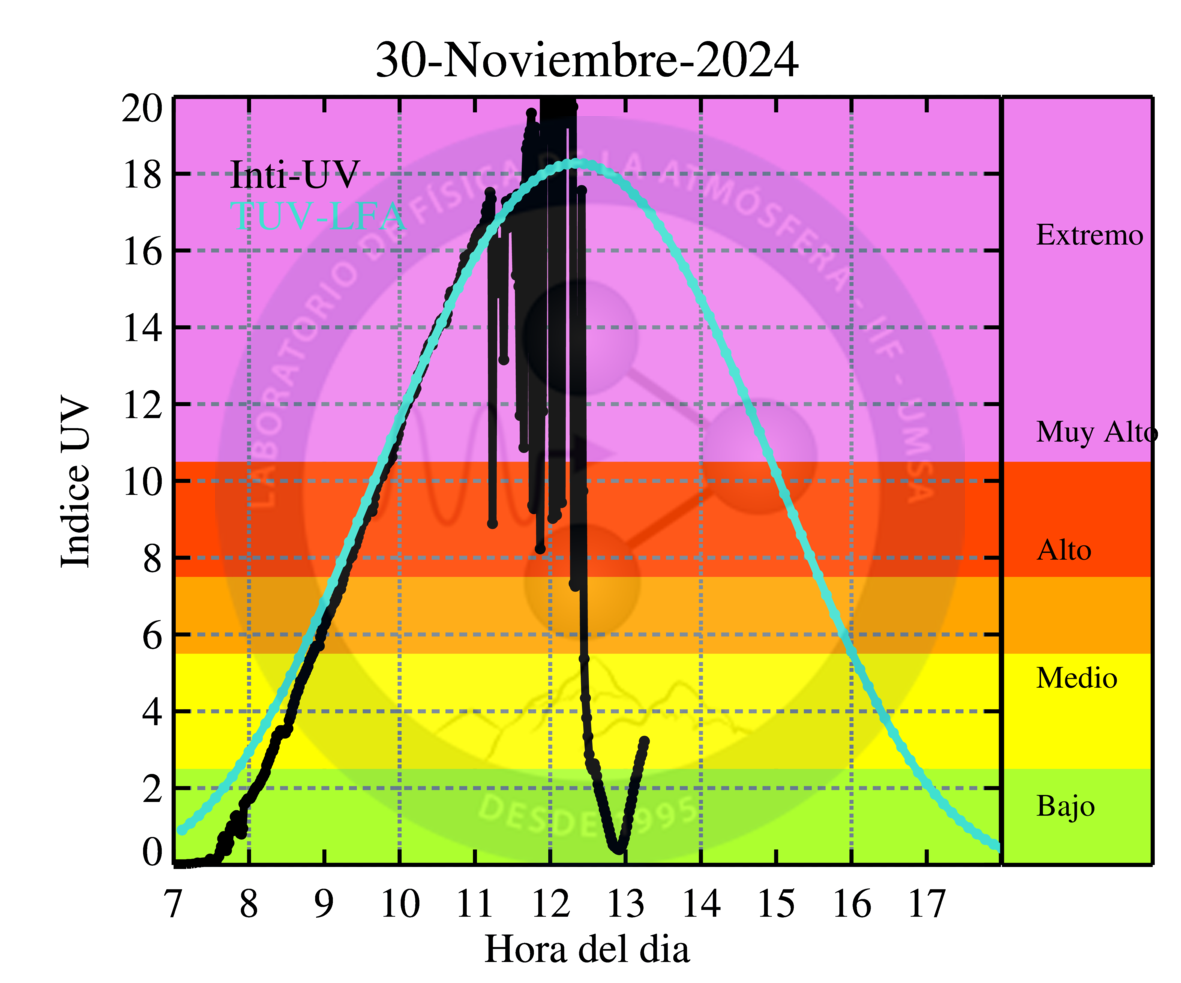 30-Noviembre-2024
Indice UV
20
18
16
14
12
10
8
6
4
2
0
Inti-UV
TUV-LFA
LABORATORIO DE FÍSICA DE LA ATMÓSFERA - IIF - UMSA
DESDE 1995
Extremo
Muy Alto
Alto
Medio
Bajo
7 8 9 10 11 12 13 14 15 16 17
Hora del dia